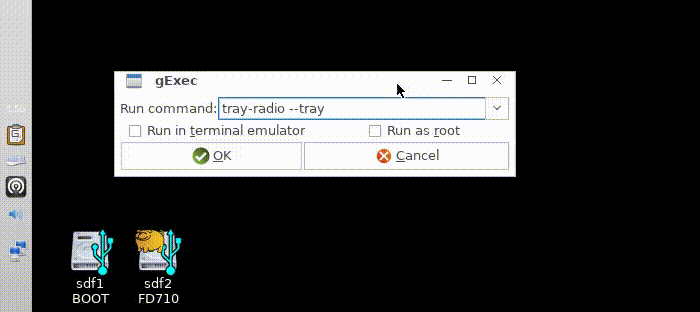 gExec
Run command: tray-radio --tray
Run in terminal emulator
Run as root
OK
Cancel
sdf1
BOOT
sdf2
FD710